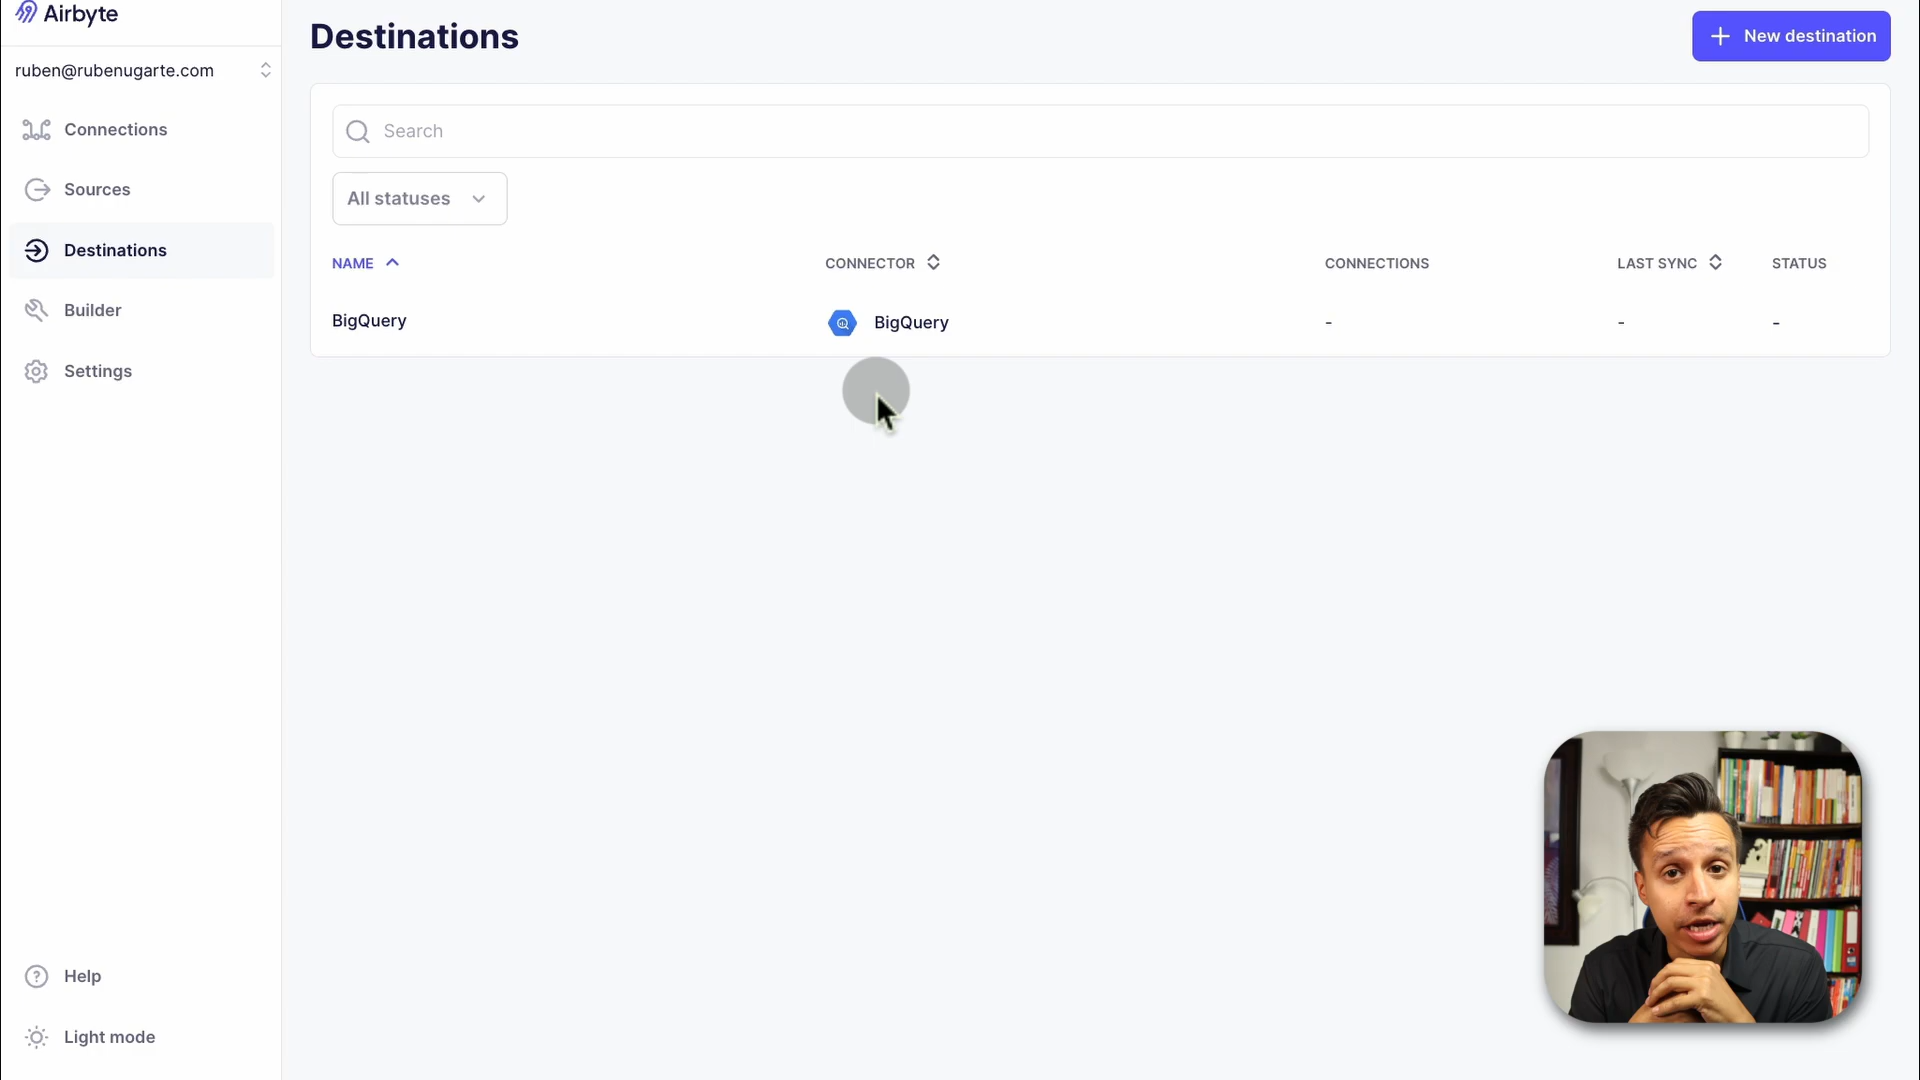 Airbyte
ruben@rubenugarte.com
Connections
Sources
Destinations
Builder
Settings
Help
Light mode
Destinations
New destination
Search
All statuses
NAME CONNECTOR CONNECTIONS LAST SYNC STATUS
BigQuery BigQuery - - -